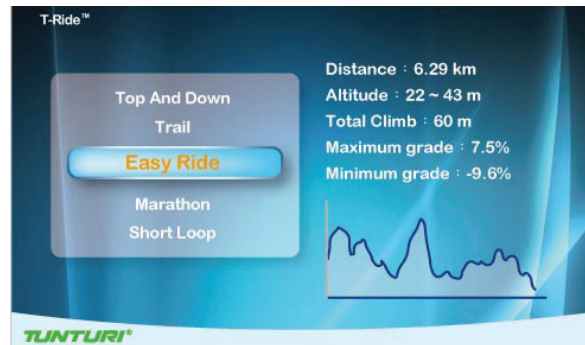 T-Ride™
Top And Down
Trail
Easy Ride
Marathon
Short Loop
Distance : 6.29 km
Altitude : 22 ~ 43 m
Total Climb : 60 m
Maximum grade : 7.5%
Minimum grade : -9.6%
TUNTURI®